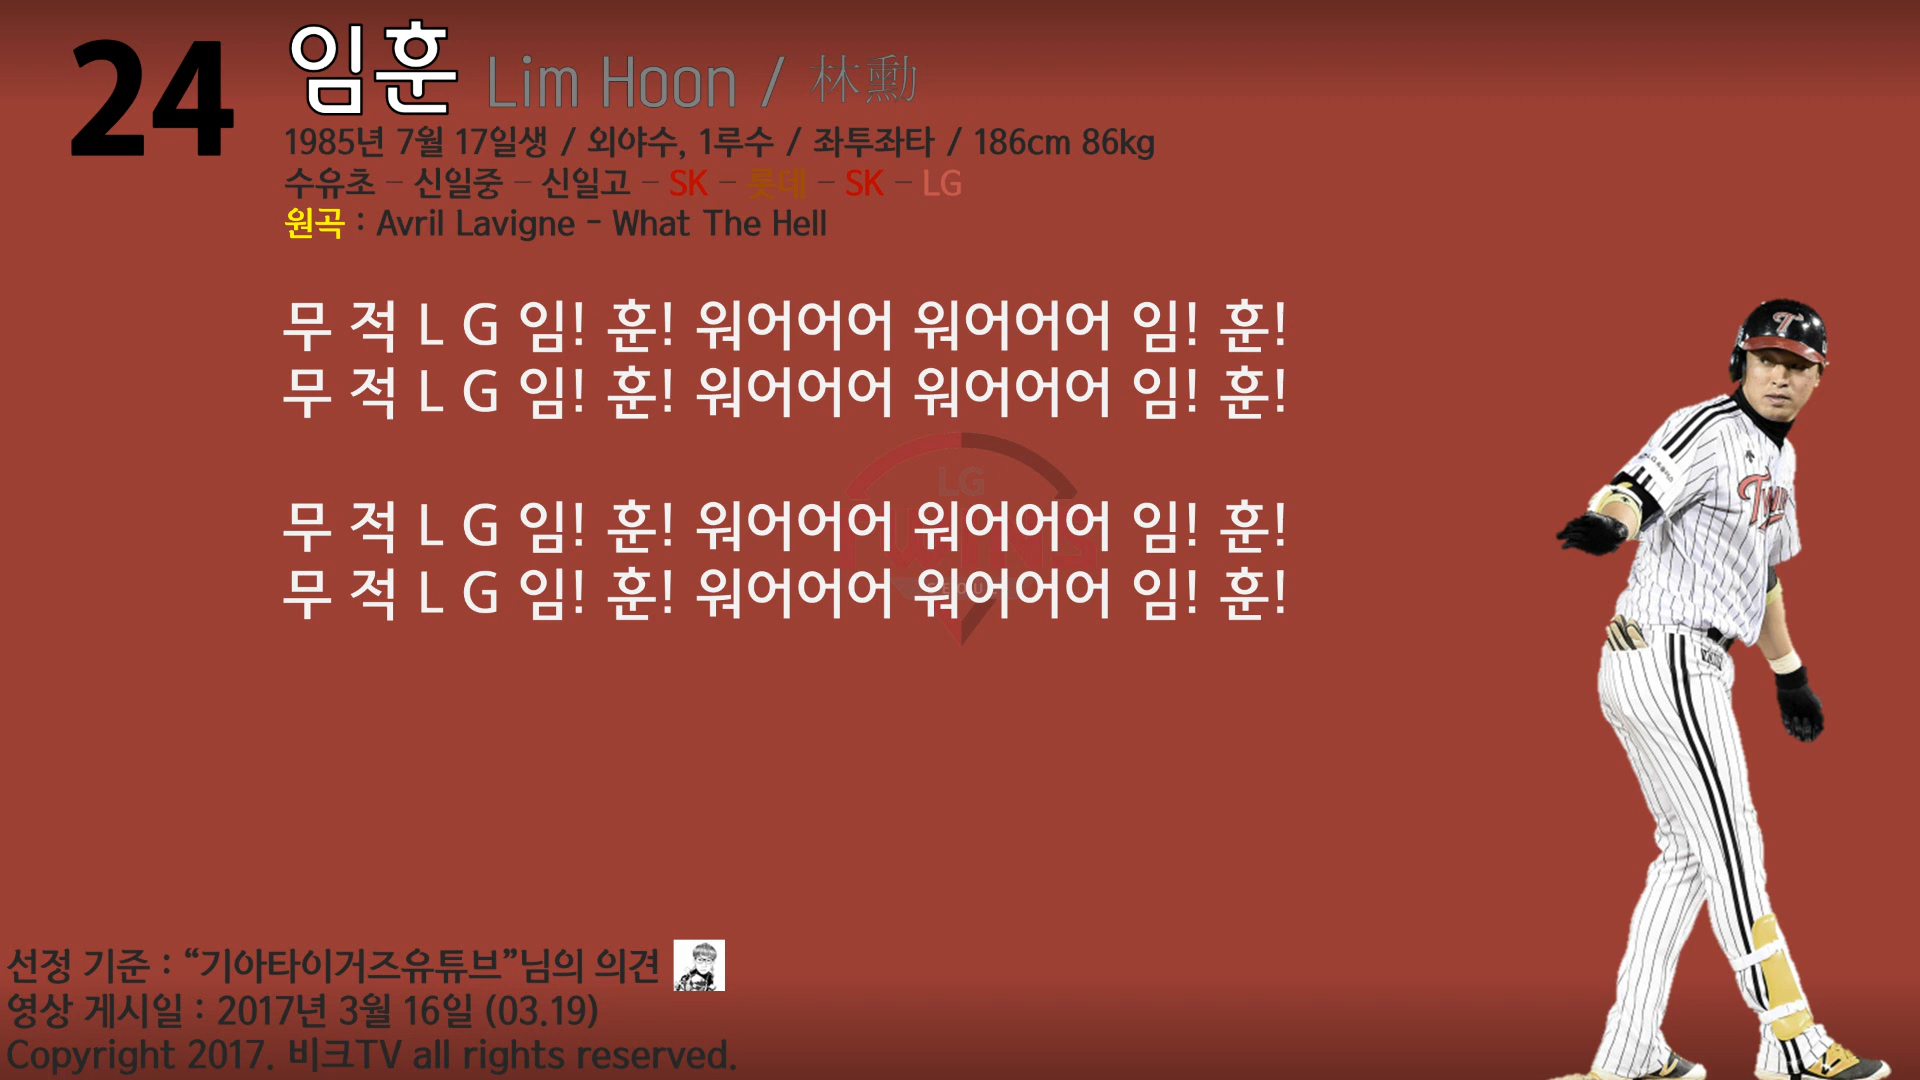 24
임훈 Lim Hoon / 林勳
1985년 7월 17일생 / 외야수, 1루수 / 좌투좌타 / 186cm 86kg
수유초 - 신일중 - 신일고 - SK - 롯데 - SK - LG
원곡 : Avril Lavigne - What The Hell
무 적 L G 임! 훈! 워어어어 워어어어 임! 훈!
무 적 L G 임! 훈! 워어어어 워어어어 임! 훈!
LG
무 적 L G 임! 훈! 워어어어 워어어어 임! 훈!
TWINS
무 적 L G 임! 훈! 워어어어 워어어어 임! 훈!
SEOUL
T
Twins
선정 기준 : “기아타이거즈유튜브”님의 의견
영상 게시일 : 2017년 3월 16일 (03.19)
Copyright 2017. 비크TV all rights reserved.